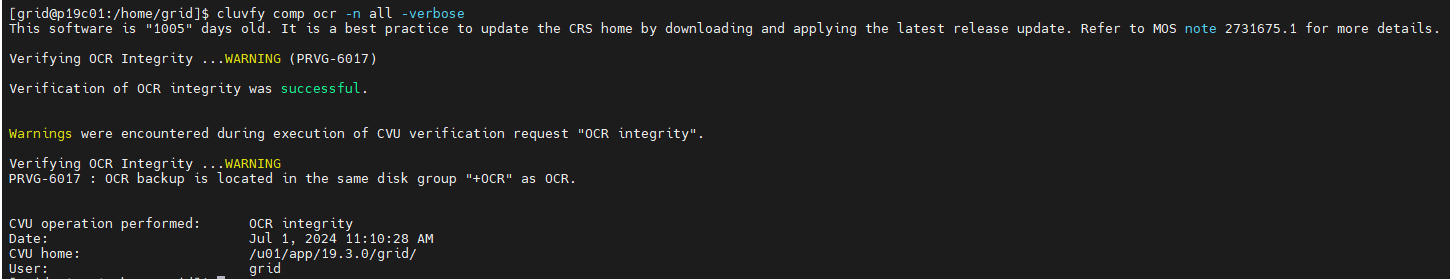 [grid@p19c01:/home/grid]$ cluvfy comp ocr -n all -verbose
This software is "1005" days old. It is a best practice to update the CRS home by downloading and applying the latest release update. Refer to MOS note 2731675.1 for more details.
Verifying OCR Integrity ...WARNING (PRVG-6017)
Verification of OCR integrity was successful.
Warnings were encountered during execution of CVU verification request "OCR integrity".
Verifying OCR Integrity ...WARNING
PRVG-6017 : OCR backup is located in the same disk group "+OCR" as OCR.
CVU operation performed:      OCR integrity
Date:                         Jul 1, 2024 11:10:28 AM
CVU home:                     /u01/app/19.3.0/grid/
User:                         grid